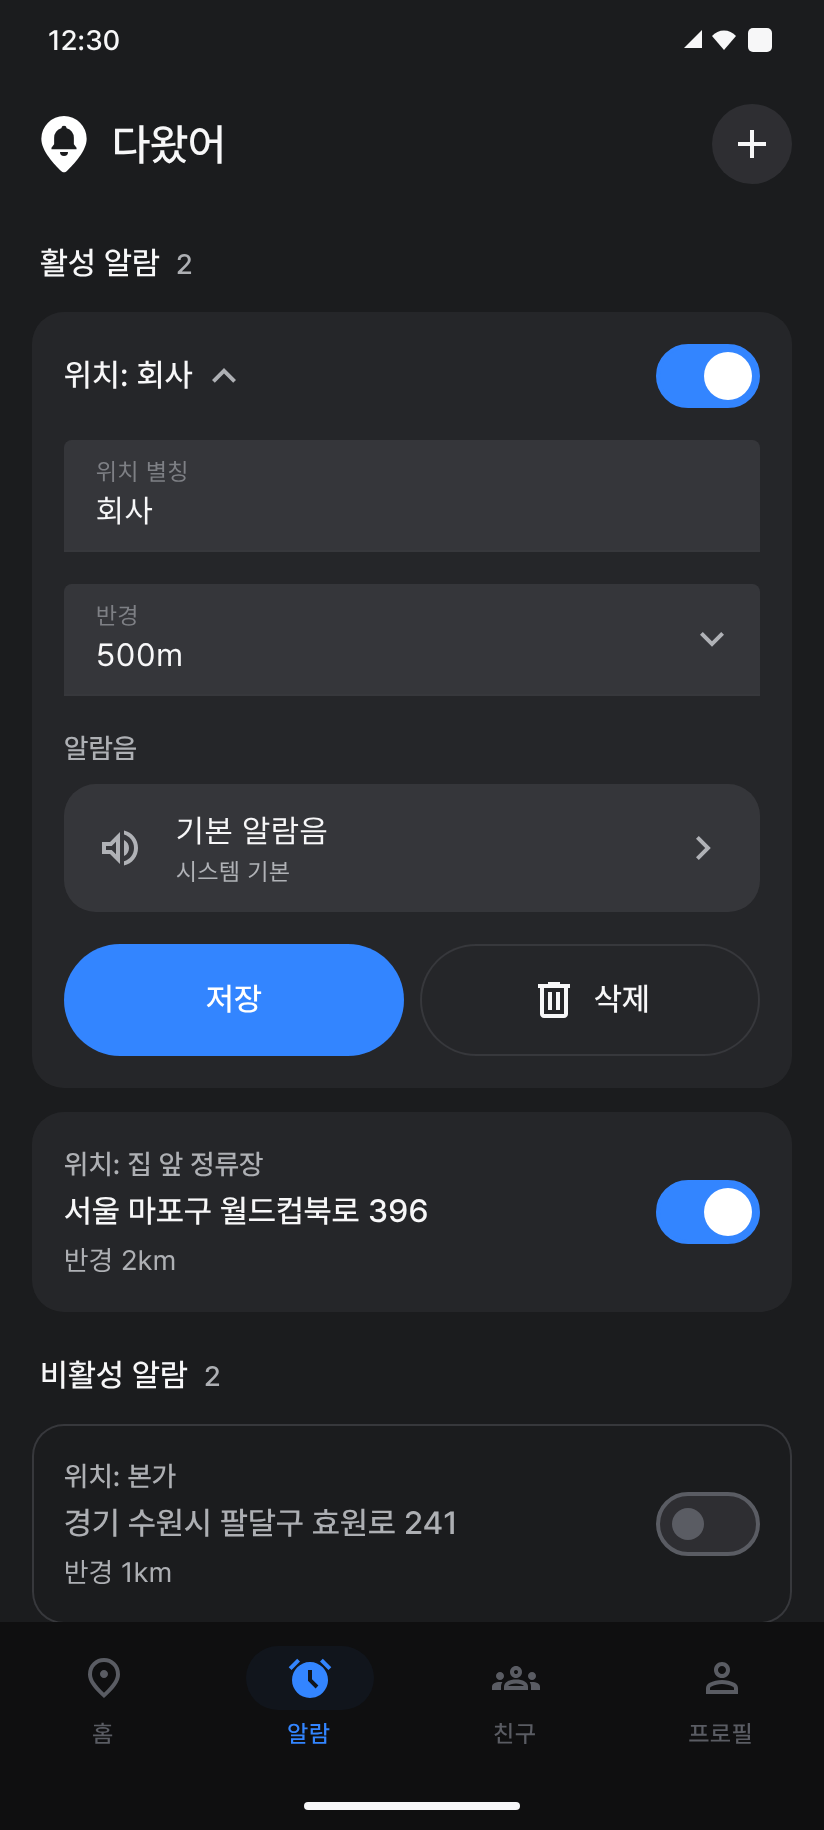 12:30
다왔어
활성 알람 2
위치: 회사
위치 별칭
회사
반경
500m
알람음
기본 알람음
시스템 기본
저장
삭제
위치: 집 앞 정류장
서울 마포구 월드컵북로 396
반경 2km
비활성 알람 2
위치: 본가
경기 수원시 팔달구 효원로 241
반경 1km
홈
알람
친구
프로필